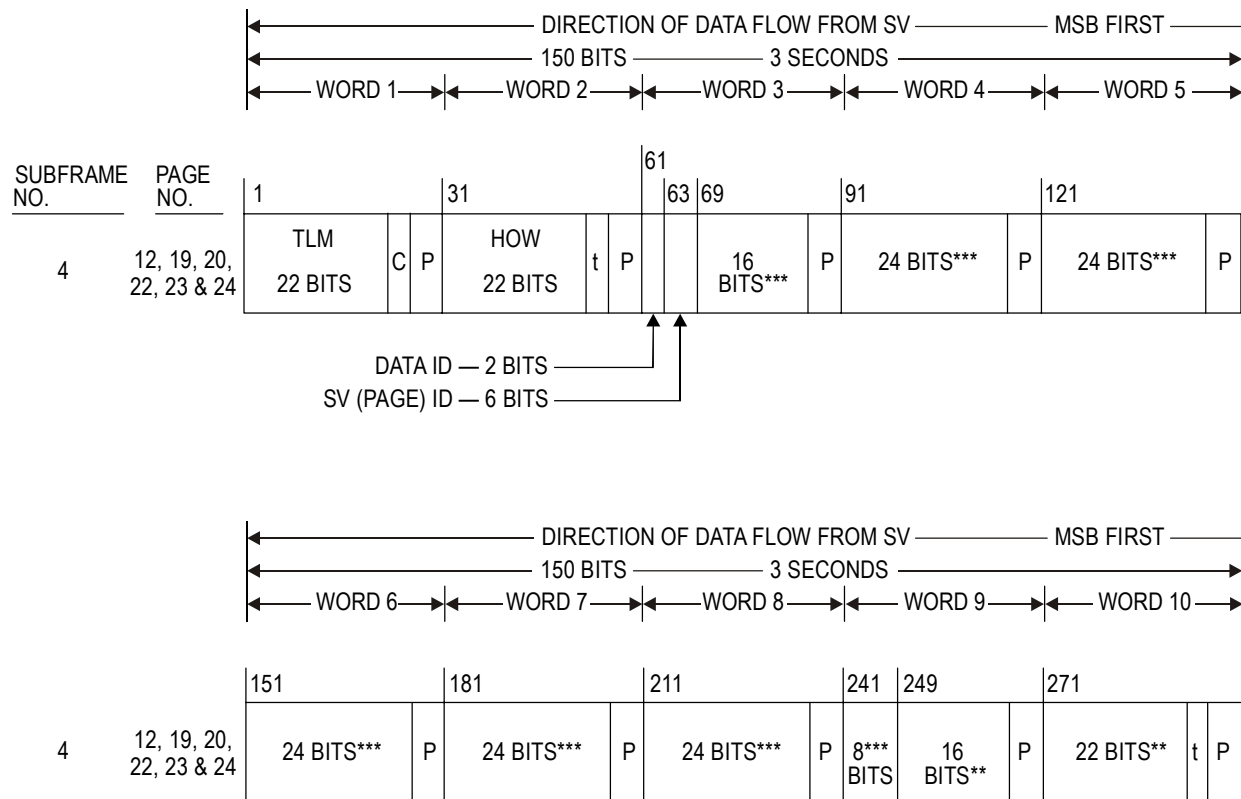 DIRECTION OF DATA FLOW FROM SV MSB FIRST
150 BITS 3 SECONDS
WORD 1 WORD 2 WORD 3 WORD 4 WORD 5
SUBFRAME NO. PAGE NO.
1 31 61 63 69 91 121
4 12, 19, 20, 22, 23 & 24
TLM 22 BITS C P HOW 22 BITS t P 16 BITS*** P 24 BITS*** P 24 BITS*** P
DATA ID — 2 BITS
SV (PAGE) ID — 6 BITS
DIRECTION OF DATA FLOW FROM SV MSB FIRST
150 BITS 3 SECONDS
WORD 6 WORD 7 WORD 8 WORD 9 WORD 10
151 181 211 241 249 271
4 12, 19, 20, 22, 23 & 24
24 BITS*** P 24 BITS*** P 24 BITS*** P 8*** BITS 16 BITS** P 22 BITS** t P